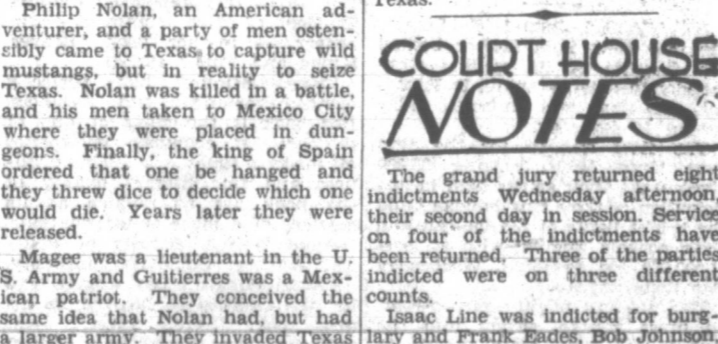 Philip Nolan, an American ad-
venturer, and a party of men osten-
sibly came to Texas to capture wild
mustangs, but in reality to seize
Texas. Nolan was killed in a battle,
and his men taken to Mexico City
where they were placed in dun-
geons. Finally, the king of Spain
ordered that one be hanged and
they threw dice to decide which one
would die. Years later they were
released.
Magee was a lieutenant in the U.
S. Army and Guitierres was a Mex-
ican patriot. They conceived the
same idea that Nolan had, but had
a larger army. They invaded Texas
Texas.
COURT HOUSE
NOTES
The grand jury returned eight
indictments Wednesday afternoon,
their second day in session. Service
on four of the indictments have
been returned. Three of the parties
indicted were on three different
counts.
Isaac Line was indicted for burg-
lary and Frank Eades, Bob Johnson,